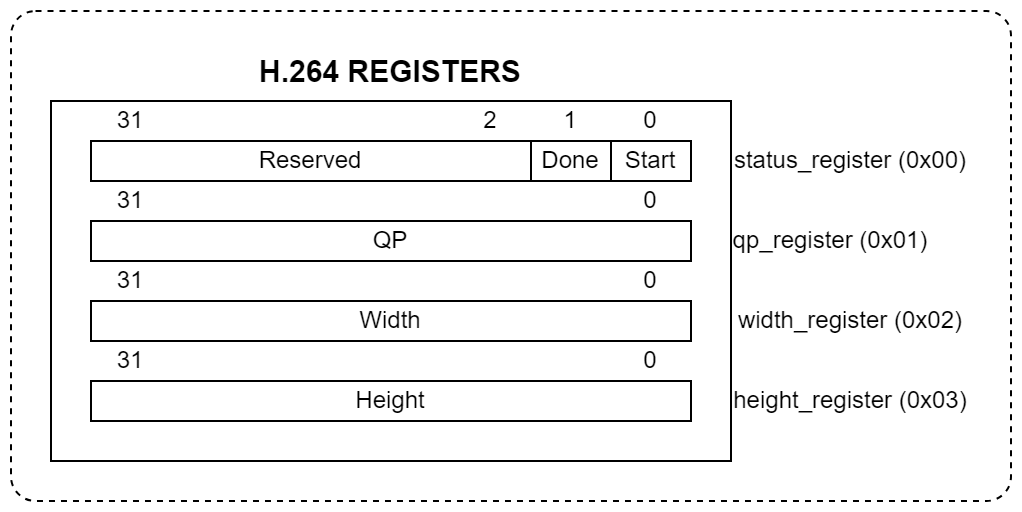 H.264 REGISTERS
31 2 1 0
Reserved Done Start status_register (0x00)
31 0
QP qp_register (0x01)
31 0
Width width_register (0x02)
31 0
Height height_register (0x03)